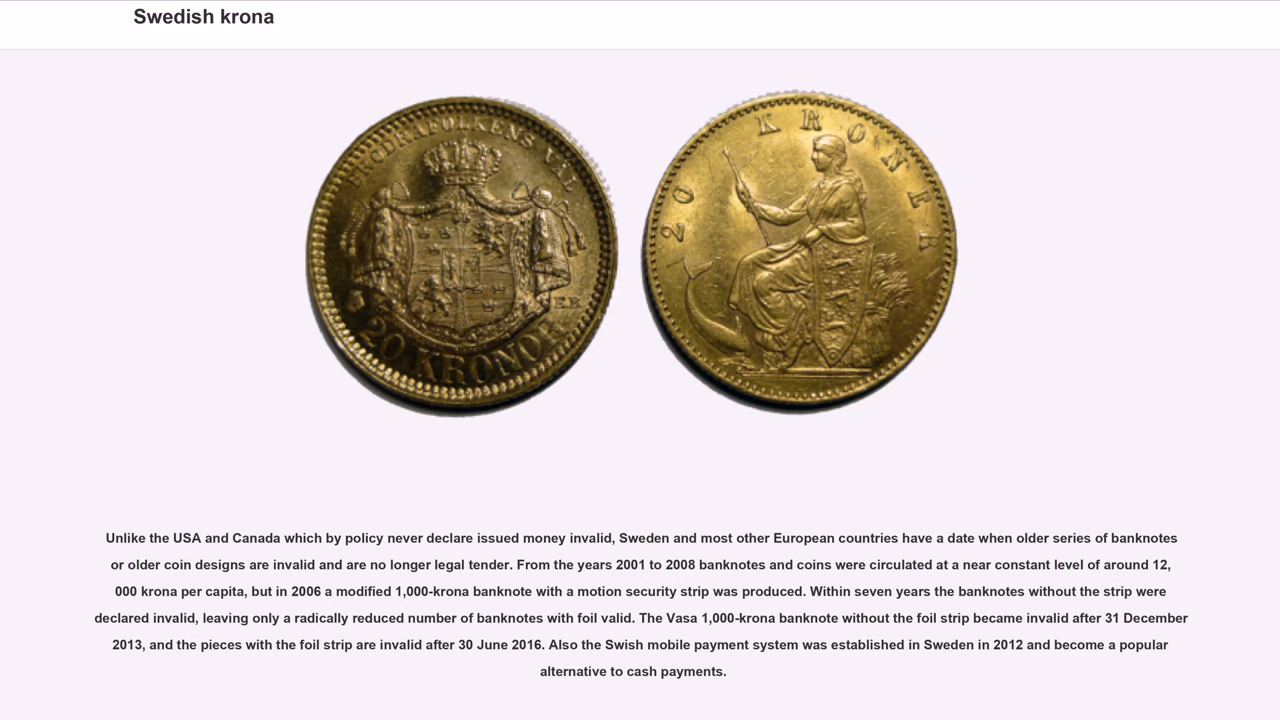 Swedish krona
BRÖDRAFOLKENS VÄL
20 KRONOR
E.B.
20 KRONER
Unlike the USA and Canada which by policy never declare issued money invalid, Sweden and most other European countries have a date when older series of banknotes
or older coin designs are invalid and are no longer legal tender. From the years 2001 to 2008 banknotes and coins were circulated at a near constant level of around 12,
000 krona per capita, but in 2006 a modified 1,000-krona banknote with a motion security strip was produced. Within seven years the banknotes without the strip were
declared invalid, leaving only a radically reduced number of banknotes with foil valid. The Vasa 1,000-krona banknote without the foil strip became invalid after 31 December
2013, and the pieces with the foil strip are invalid after 30 June 2016. Also the Swish mobile payment system was established in Sweden in 2012 and become a popular
alternative to cash payments.